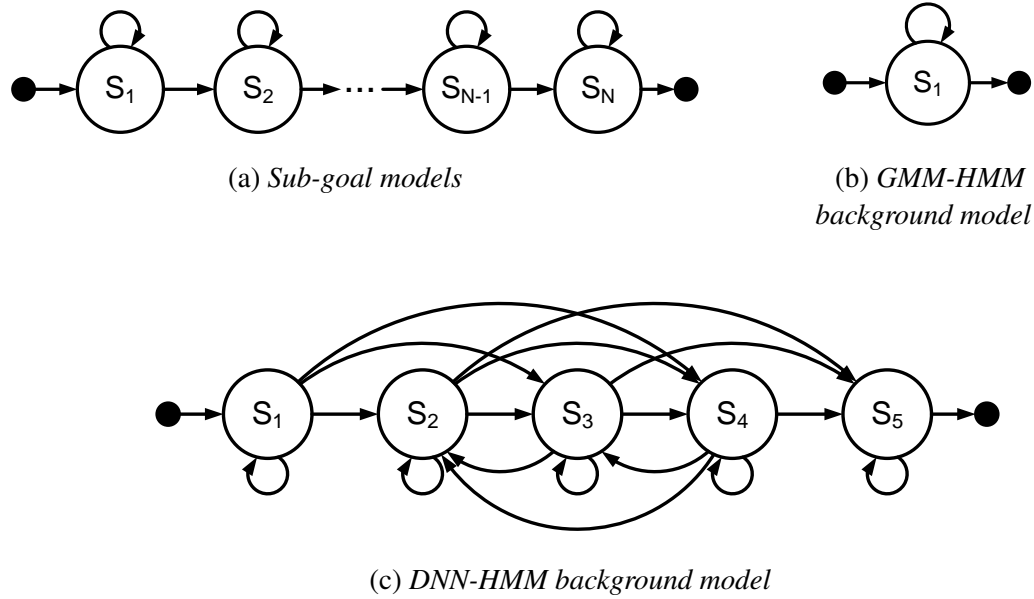 S₁ S₂ ... Sₙ₋₁ Sₙ
S₁
(a) Sub-goal models
(b) GMM-HMM
background model
S₁ S₂ S₃ S₄ S₅
(c) DNN-HMM background model